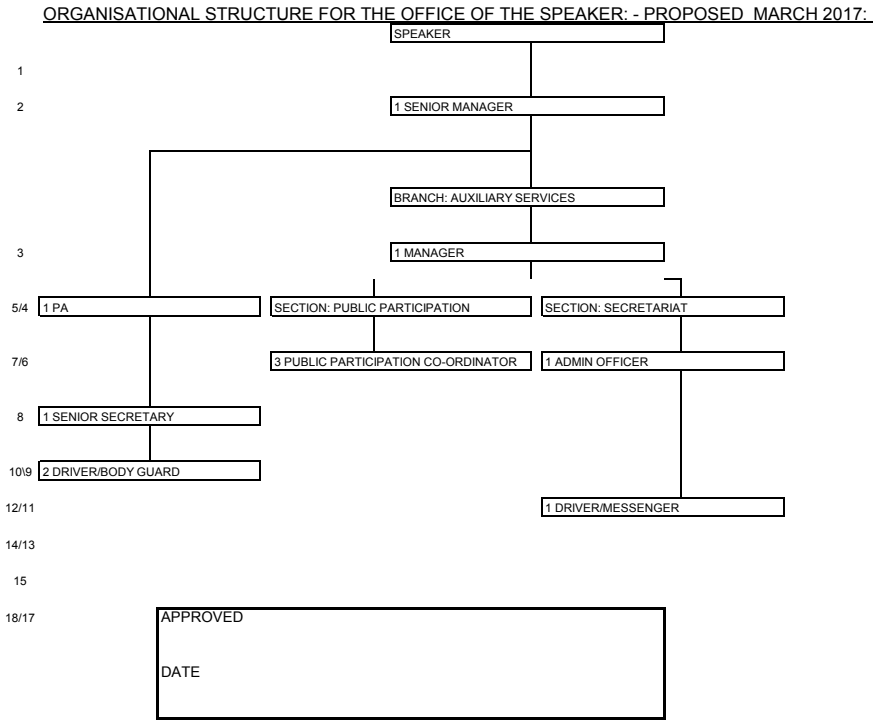 ORGANISATIONAL STRUCTURE FOR THE OFFICE OF THE SPEAKER: - PROPOSED MARCH 2017:
SPEAKER
1
2 1 SENIOR MANAGER
BRANCH: AUXILIARY SERVICES
3 1 MANAGER
5/4 1 PA SECTION: PUBLIC PARTICIPATION SECTION: SECRETARIAT
7/6 3 PUBLIC PARTICIPATION CO-ORDINATOR 1 ADMIN OFFICER
8 1 SENIOR SECRETARY
10\9 2 DRIVER/BODY GUARD
12/11 1 DRIVER/MESSENGER
14/13
15
18/17 APPROVED
DATE